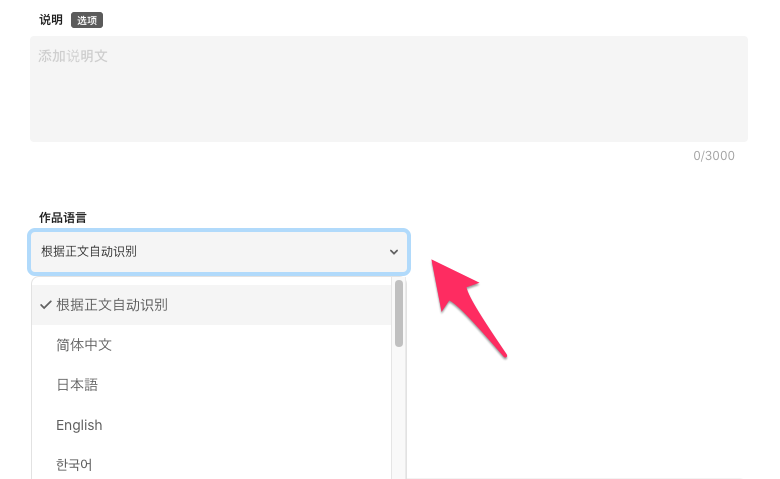 说明 选项
添加说明文
0/3000
作品语言
根据正文自动识别
根据正文自动识别
简体中文
日本語
English
한국어